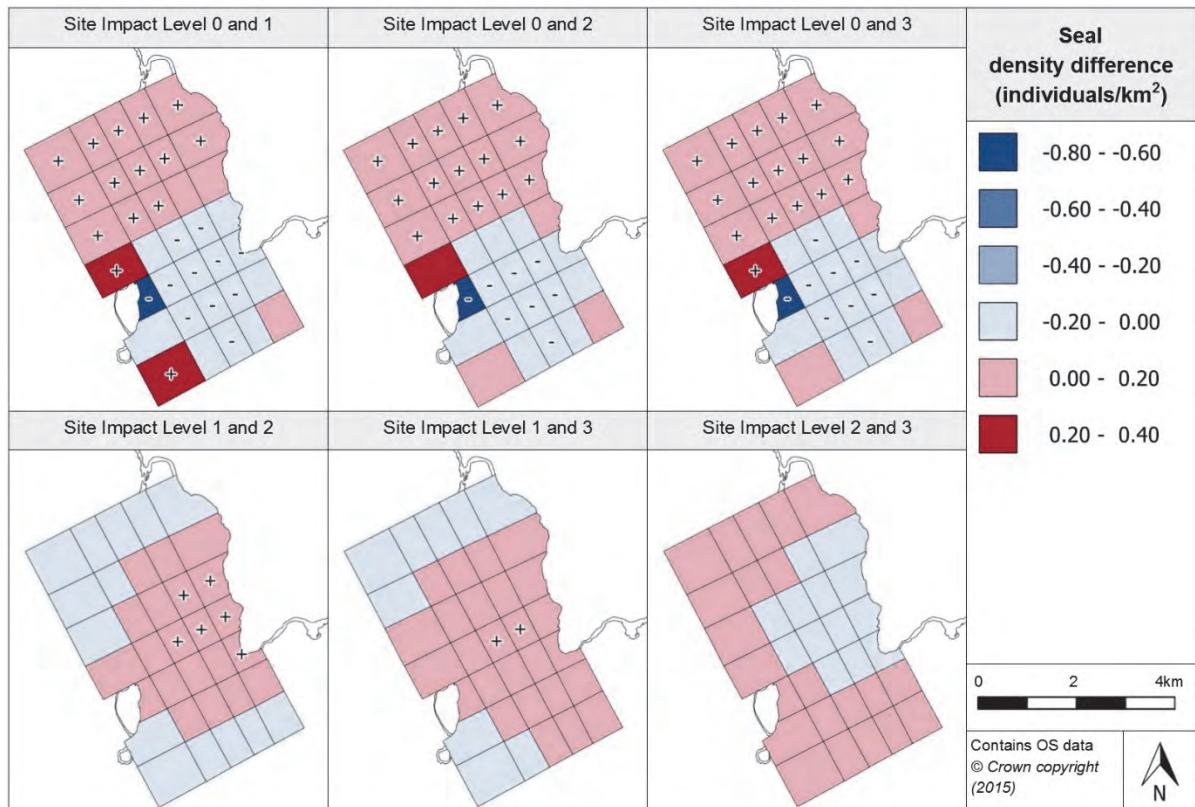 Site Impact Level 0 and 1
Site Impact Level 0 and 2
Site Impact Level 0 and 3
Seal
density difference
(individuals/km²)
-0.80 - -0.60
-0.60 - -0.40
-0.40 - -0.20
-0.20 - 0.00
0.00 - 0.20
0.20 - 0.40
Site Impact Level 1 and 2
Site Impact Level 1 and 3
Site Impact Level 2 and 3
0 2 4km
Contains OS data
© Crown copyright
(2015)
N